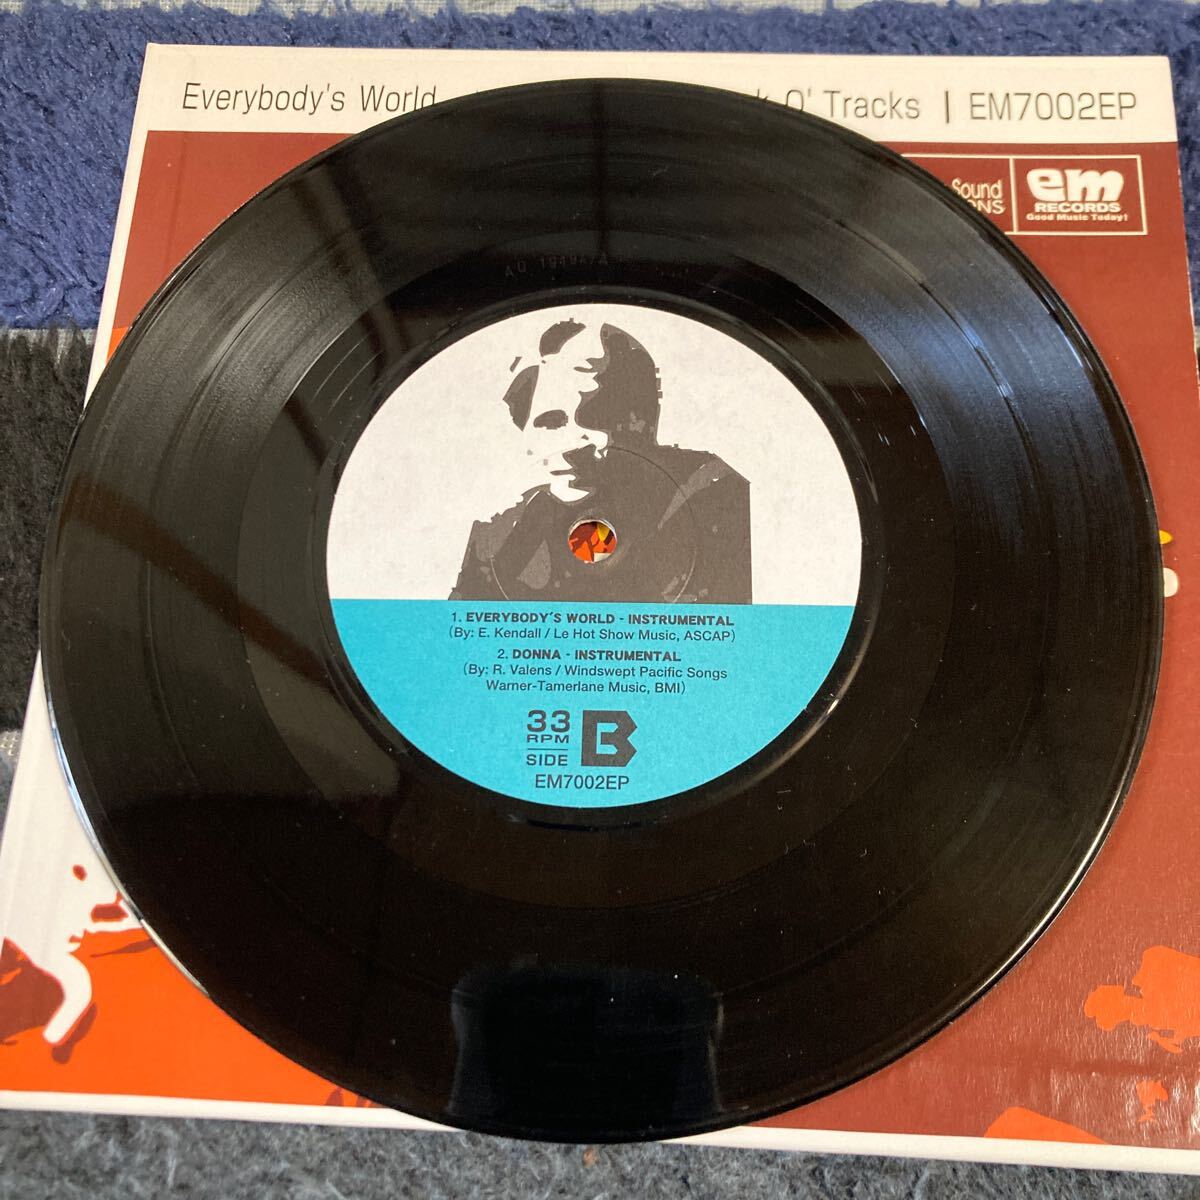 Everybody's World O' Tracks | EM7002EP
Sound
em
RECORDS
Good Music Today!
1. EVERYBODY'S WORLD - INSTRUMENTAL
(By: E. Kendall / Le Hot Show Music, ASCAP)
2. DONNA - INSTRUMENTAL
(By: R. Valens / Windswept Pacific Songs
Warner-Tamerlane Music, BMI)
33
RPM
SIDE B
EM7002EP